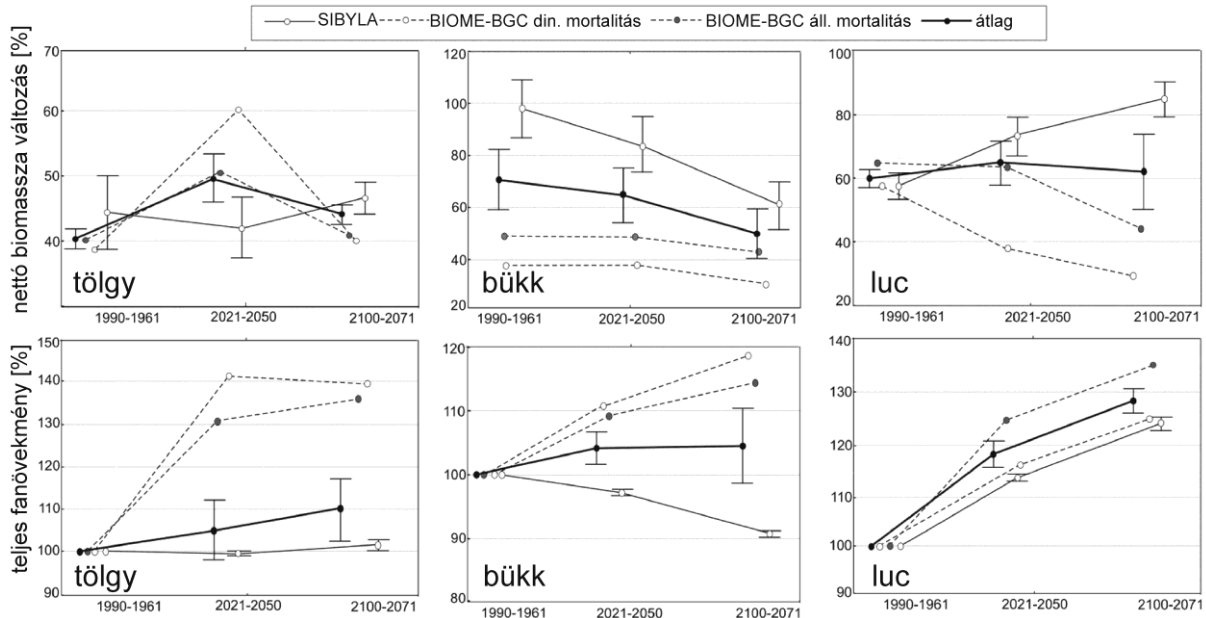 SIBYLA BIOME-BGC din. mortalitás BIOME-BGC áll. mortalitás átlag
nettó biomassza változás [%]
70
60
50
40
tölgy
1990-1961 2021-2050 2100-2071
120
100
80
60
40
20
bükk
1990-1961 2021-2050 2100-2071
100
80
60
40
20
luc
1990-1961 2021-2050 2100-2071
teljes fanövekmény [%]
150
140
130
120
110
100
90
tölgy
1990-1961 2021-2050 2100-2071
120
110
100
90
80
bükk
1990-1961 2021-2050 2100-2071
140
130
120
110
100
90
luc
1990-1961 2021-2050 2100-2071